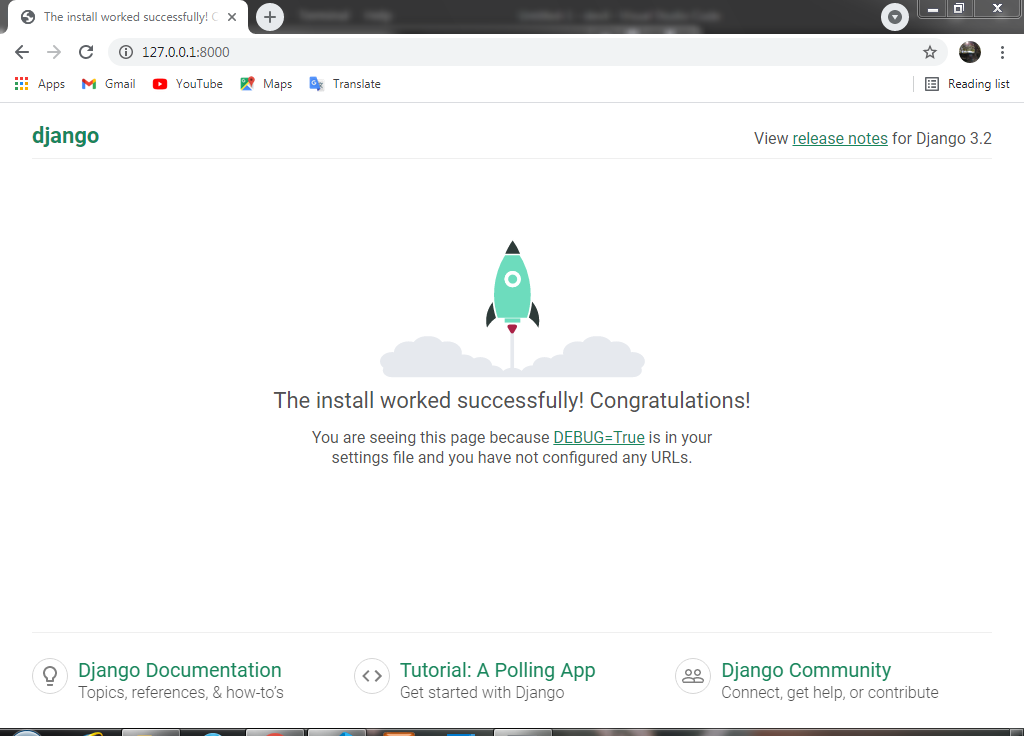 Terminal Help
The install worked successfully! C
127.0.0.1:8000
Apps Gmail YouTube Maps Translate Reading list
django
View release notes for Django 3.2
The install worked successfully! Congratulations!
You are seeing this page because DEBUG=True is in your
settings file and you have not configured any URLs.
Django Documentation
Topics, references, & how-to's
Tutorial: A Polling App
Get started with Django
Django Community
Connect, get help, or contribute